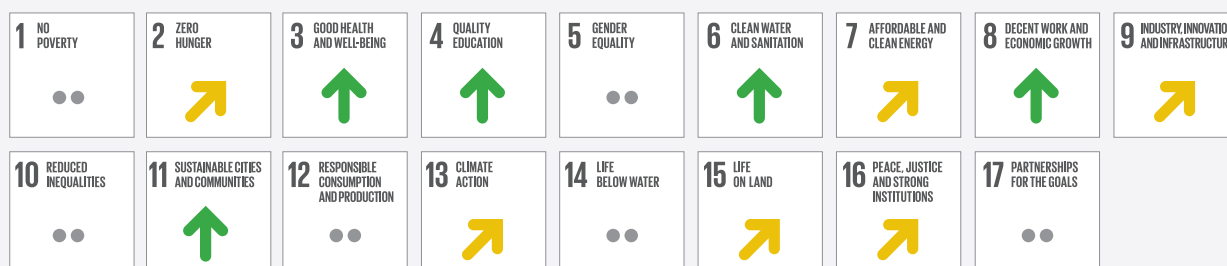 1 NO
POVERTY
2 ZERO
HUNGER
3 GOOD HEALTH
AND WELL-BEING
4 QUALITY
EDUCATION
5 GENDER
EQUALITY
6 CLEAN WATER
AND SANITATION
7 AFFORDABLE AND
CLEAN ENERGY
8 DECENT WORK AND
ECONOMIC GROWTH
9 INDUSTRY, INNOVATIO
AND INFRASTRUCTUR
10 REDUCED
INEQUALITIES
11 SUSTAINABLE CITIES
AND COMMUNITIES
12 RESPONSIBLE
CONSUMPTION
AND PRODUCTION
13 CLIMATE
ACTION
14 LIFE
BELOW WATER
15 LIFE
ON LAND
16 PEACE, JUSTICE
AND STRONG
INSTITUTIONS
17 PARTNERSHIPS
FOR THE GOALS